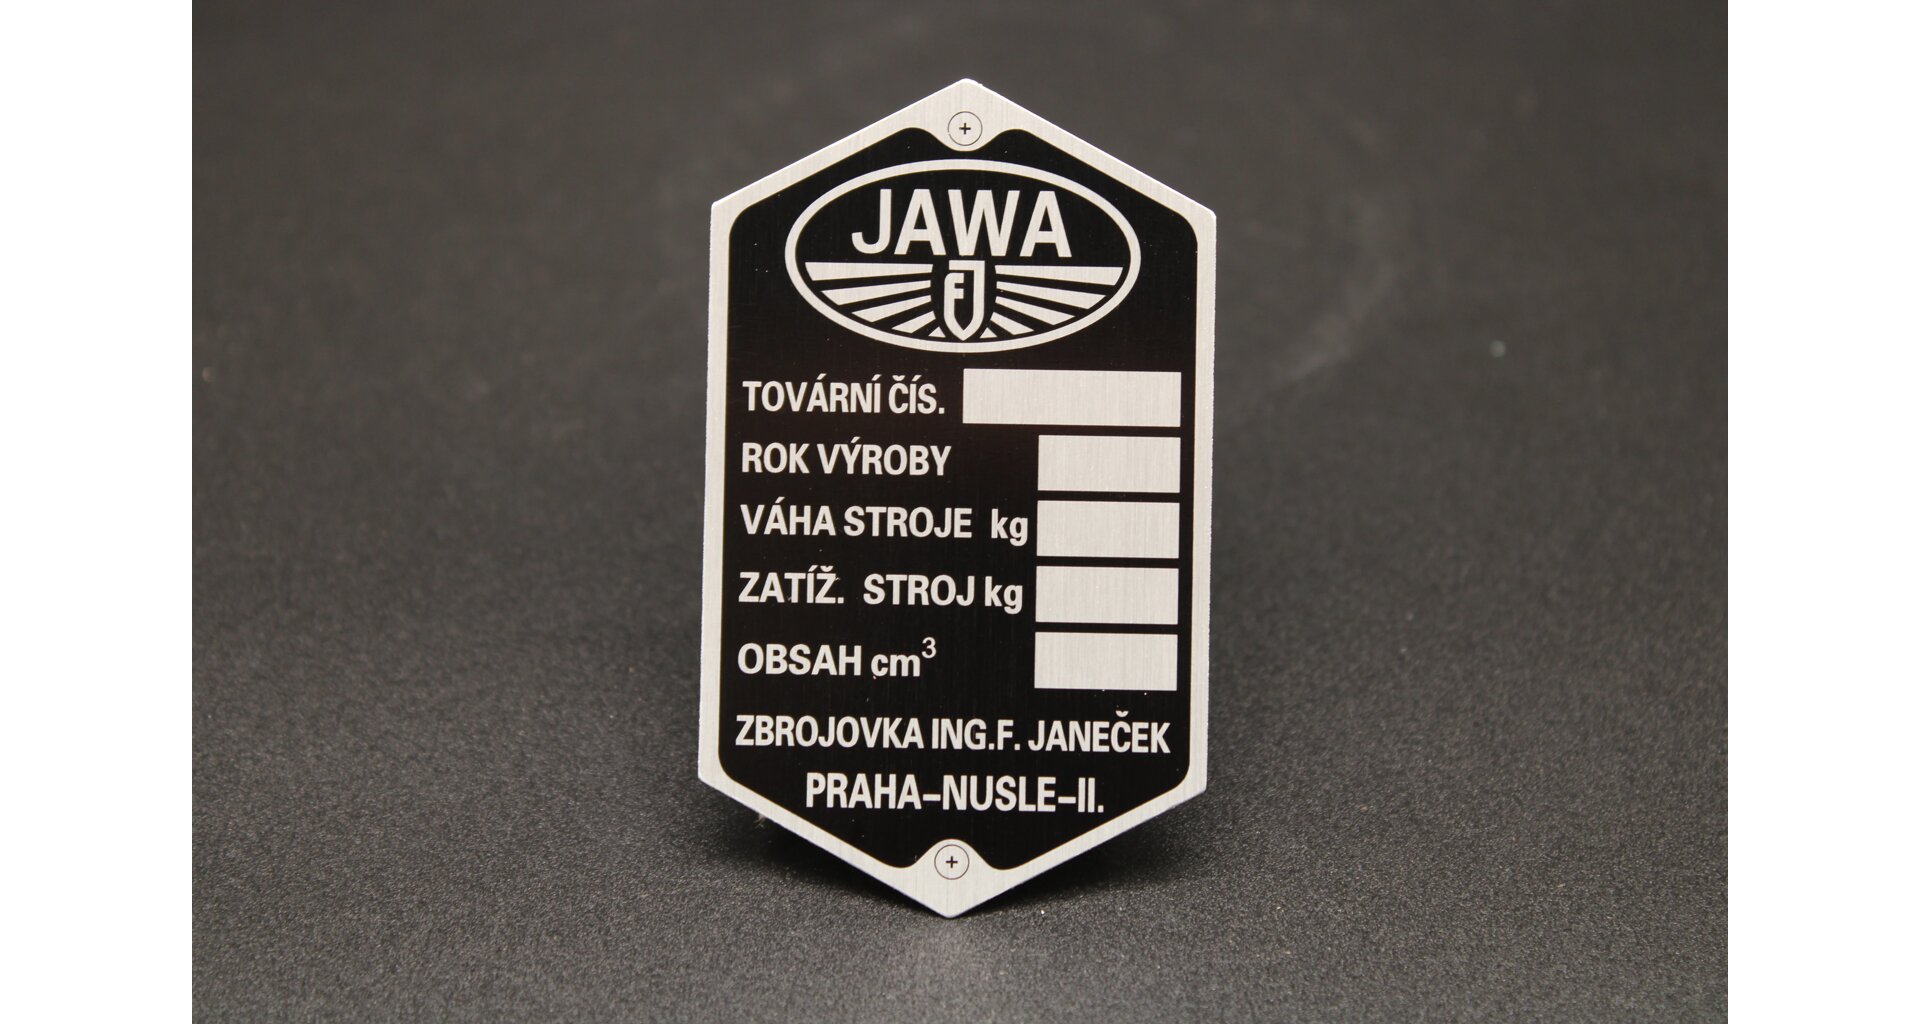 JAWA
FJ
TOVÁRNÍ ČÍS.
ROK VÝROBY
VÁHA STROJE kg
ZATÍŽ. STROJ kg
OBSAH cm³
ZBROJOVKA ING.F. JANEČEK
PRAHA-NUSLE-II.